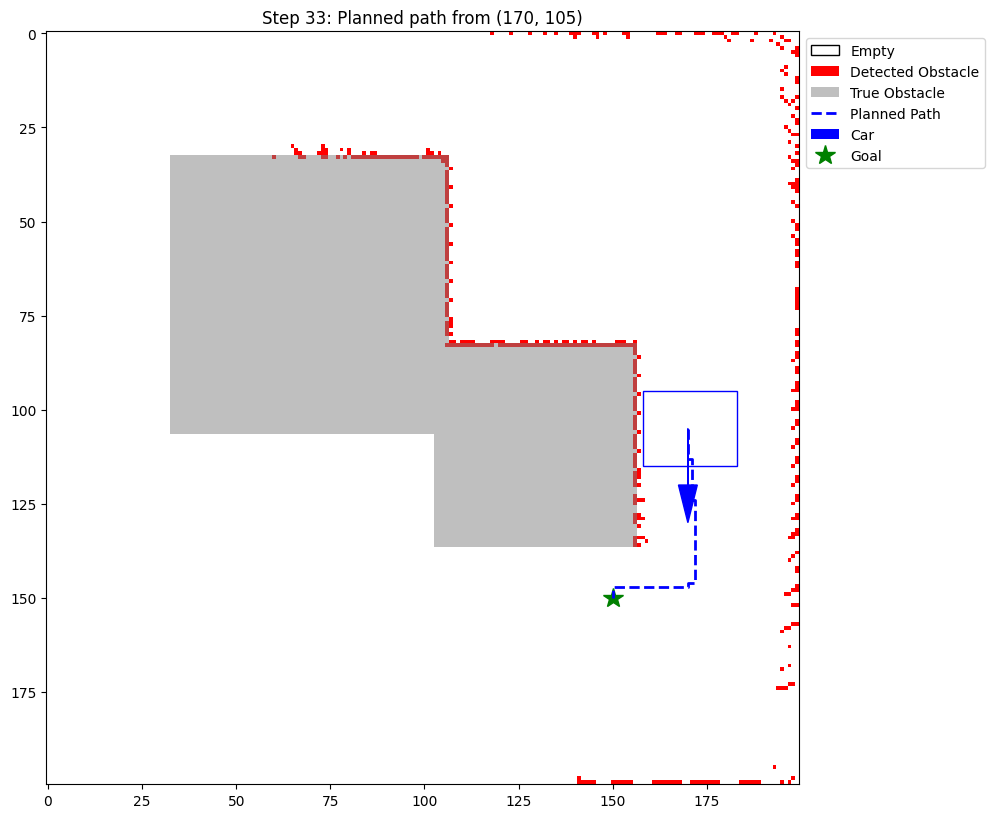 Step 33: Planned path from (170, 105)
Empty
Detected Obstacle
True Obstacle
Planned Path
Car
Goal
0
25
50
75
100
125
150
175
0
25
50
75
100
125
150
175